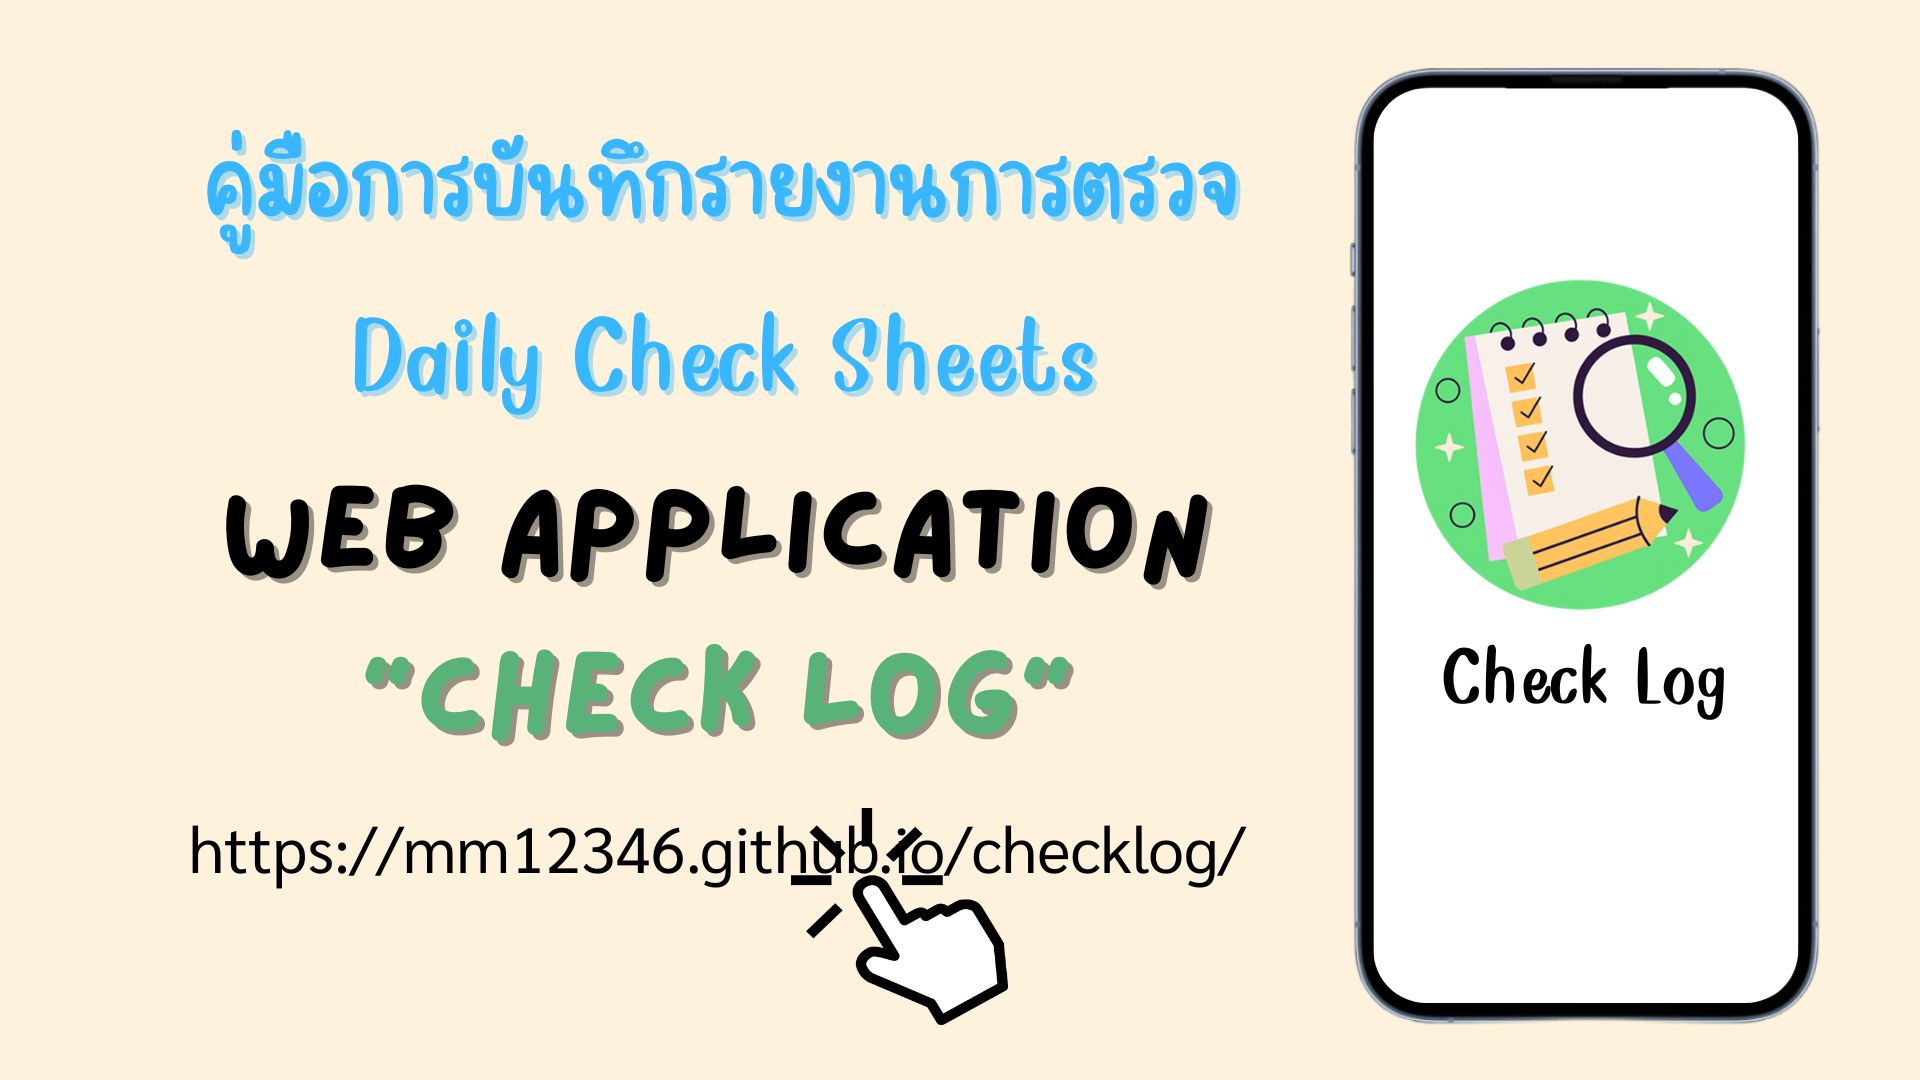 คู่มือการบันทึกรายงานการตรวจ
Daily Check Sheets
WEB APPLICATION
"CHECK LOG"
https://mm12346.github.io/checklog/
Check Log